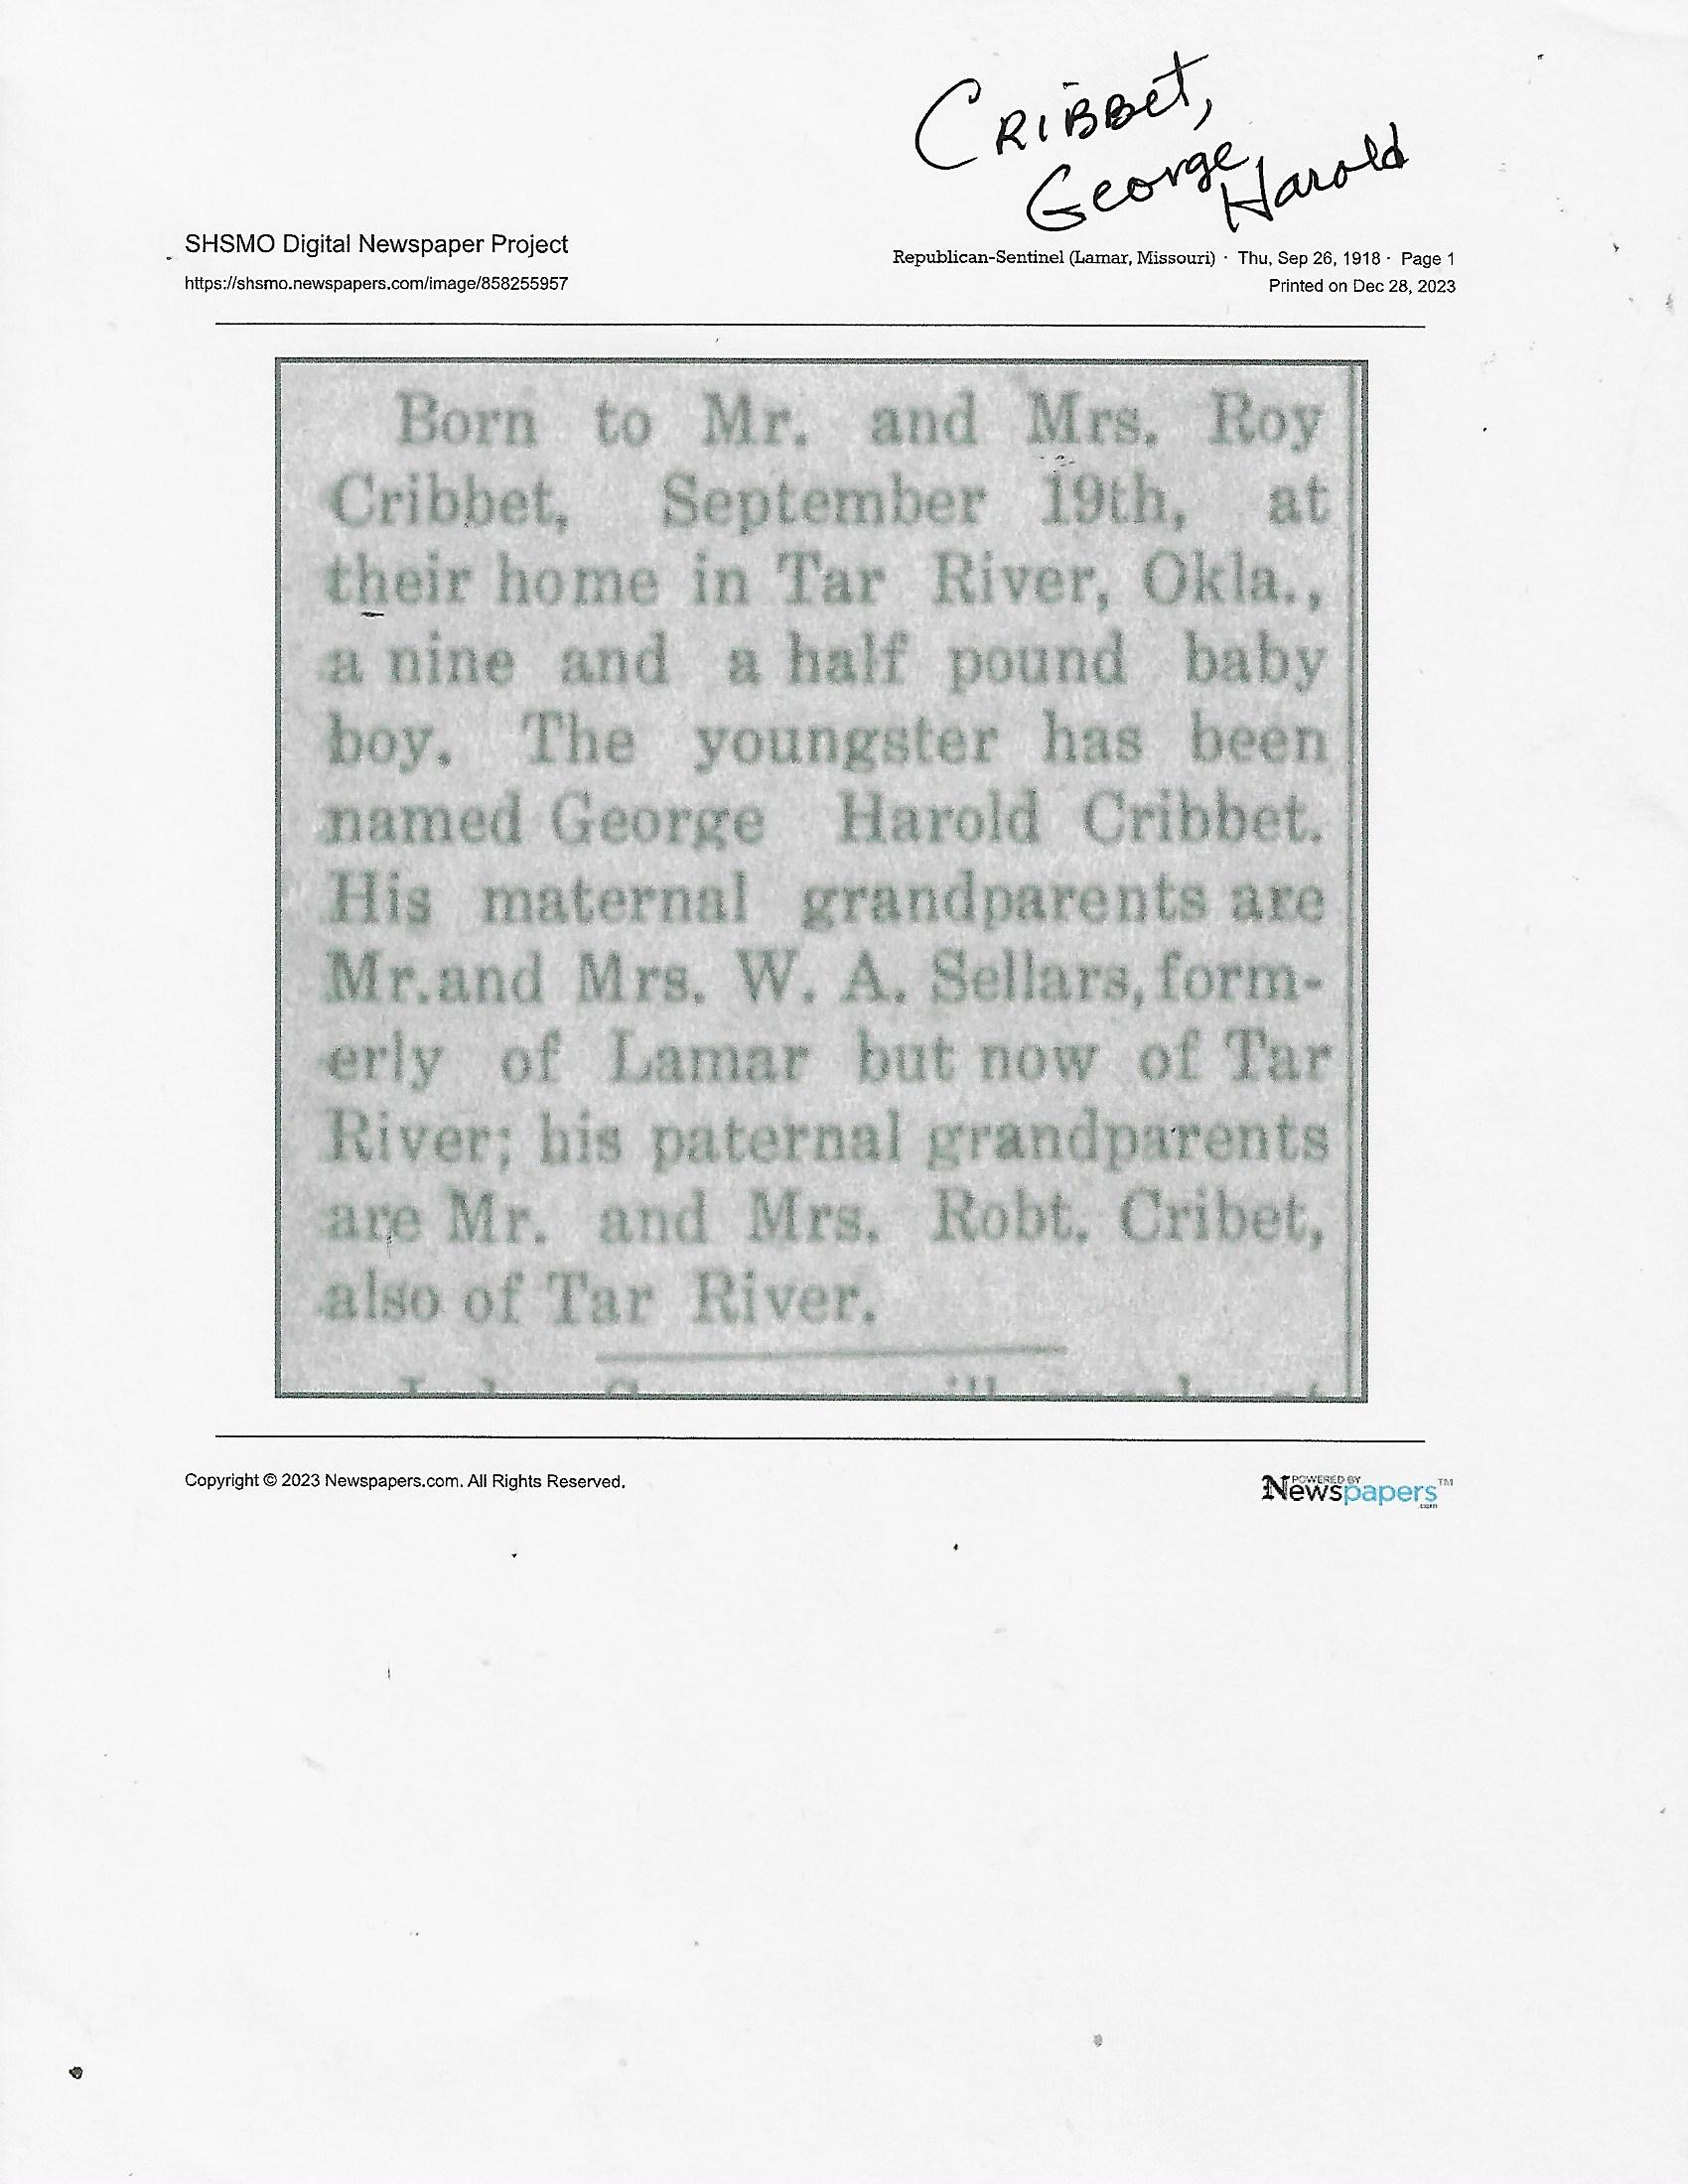 CRIBBET,
George
Harold
SHSMO Digital Newspaper Project
https://shsmo.newspapers.com/image/858255957
Republican-Sentinel (Lamar, Missouri) · Thu, Sep 26, 1918 · Page 1
Printed on Dec 28, 2023
Born to Mr. and Mrs. Roy
Cribbet, September 19th, at
their home in Tar River, Okla.,
a nine and a half pound baby
boy. The youngster has been
named George Harold Cribbet.
His maternal grandparents are
Mr.and Mrs. W. A. Sellars, form-
erly of Lamar but now of Tar
River; his paternal grandparents
are Mr. and Mrs. Robt. Cribet,
also of Tar River.
Copyright © 2023 Newspapers.com. All Rights Reserved.
POWERED BY
Newspapers™
.com